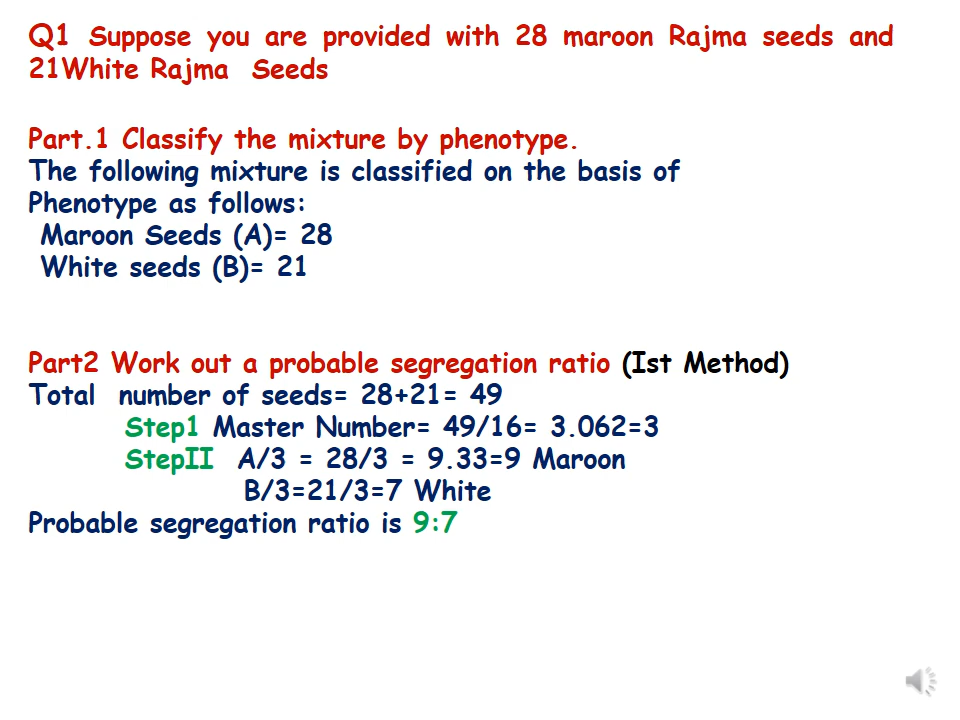 Q1 Suppose you are provided with 28 maroon Rajma seeds and
21White Rajma Seeds
Part.1 Classify the mixture by phenotype.
The following mixture is classified on the basis of
Phenotype as follows:
Maroon Seeds (A)= 28
White seeds (B)= 21
Part2 Work out a probable segregation ratio (Ist Method)
Total number of seeds= 28+21= 49
Step1 Master Number= 49/16= 3.062=3
StepII A/3 = 28/3 = 9.33=9 Maroon
B/3=21/3=7 White
Probable segregation ratio is 9:7